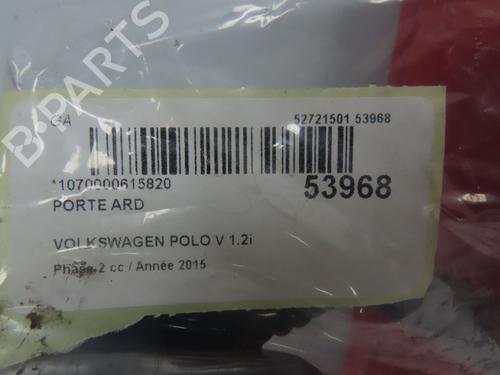 B-PARTS
GA
52721501 53968
*1070000615820
53968
PORTE ARD
VOLKSWAGEN POLO V 1.2i
Phase 2 cc / Année 2015